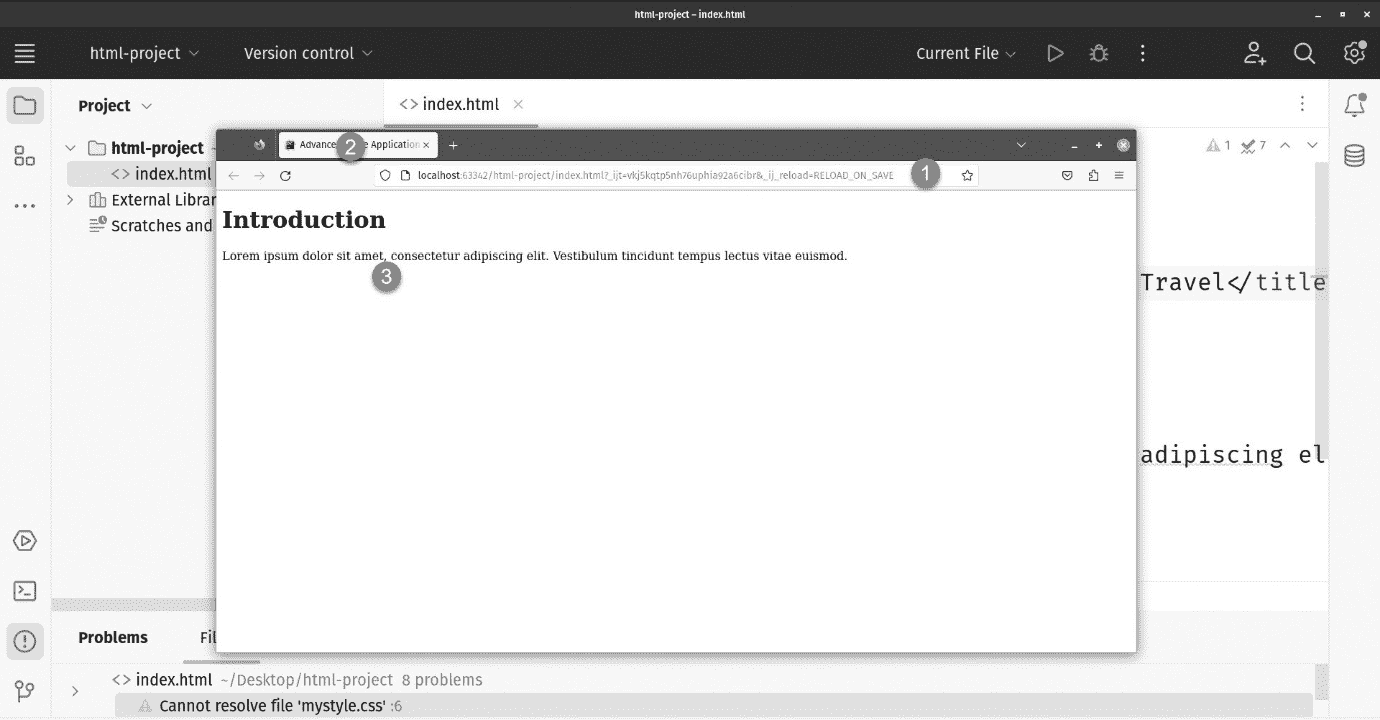 html-project – index.html
html-project
Version control
Current File
Project
index.html
html-project
index.html
External Librar
Scratches and
1 7
Application
2
localhost:63342/html-project/index.html?_ijt=vkj5kqtp5nh76uphia92a6cibr&_ij_reload=RELOAD_ON_SAVE
1
Introduction
Lorem ipsum dolor sit amet, consectetur adipiscing elit. Vestibulum tincidunt tempus lectus vitae euismod.
3
Travel</title
adipiscing el
Problems
Fil
index.html ~/Desktop/html-project 8 problems
Cannot resolve file 'mystyle.css' :6